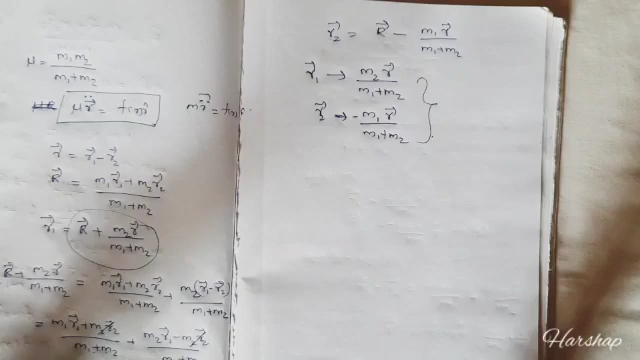 μ = m₁m₂ / m₁+m₂
μ r̈⃗ = f(r) r̂
m r̈⃗ =
r⃗ = r⃗₁ - r⃗₂
R⃗ = m₁r⃗₁ + m₂r⃗₂ / m₁+m₂
r⃗₁ = R⃗ + m₂r⃗ / m₁+m₂
R⃗ + m₂r⃗ / m₁+m₂ = m₁r⃗₁ + m₂r⃗₂ / m₁+m₂ + m₂(r⃗₁ - r⃗₂) / m₁+m₂
= m₁r⃗₁ + m₂r⃗₂ / m₁+m₂ + m₂r⃗₁ - m₂r⃗₂ /
r⃗₂ = R⃗ - m₁r⃗ / m₁+m₂
r⃗₁ → m₂r⃗ / m₁+m₂
r⃗₂ → - m₁r⃗ / m₁+m₂
Harshap